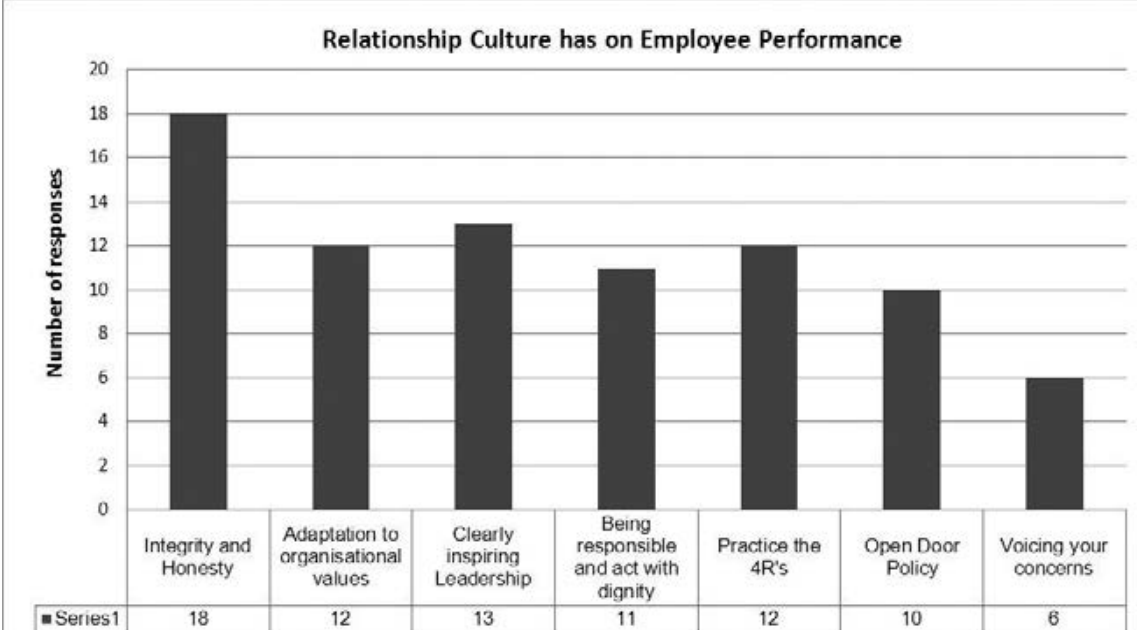 Relationship Culture has on Employee Performance
Number of responses
20
18
16
14
12
10
8
6
4
2
0
Integrity and
Honesty
Adaptation to
organisational
values
Clearly
inspiring
Leadership
Being
responsible
and act with
dignity
Practice the
4R's
Open Door
Policy
Voicing your
concerns
Series1 18 12 13 11 12 10 6